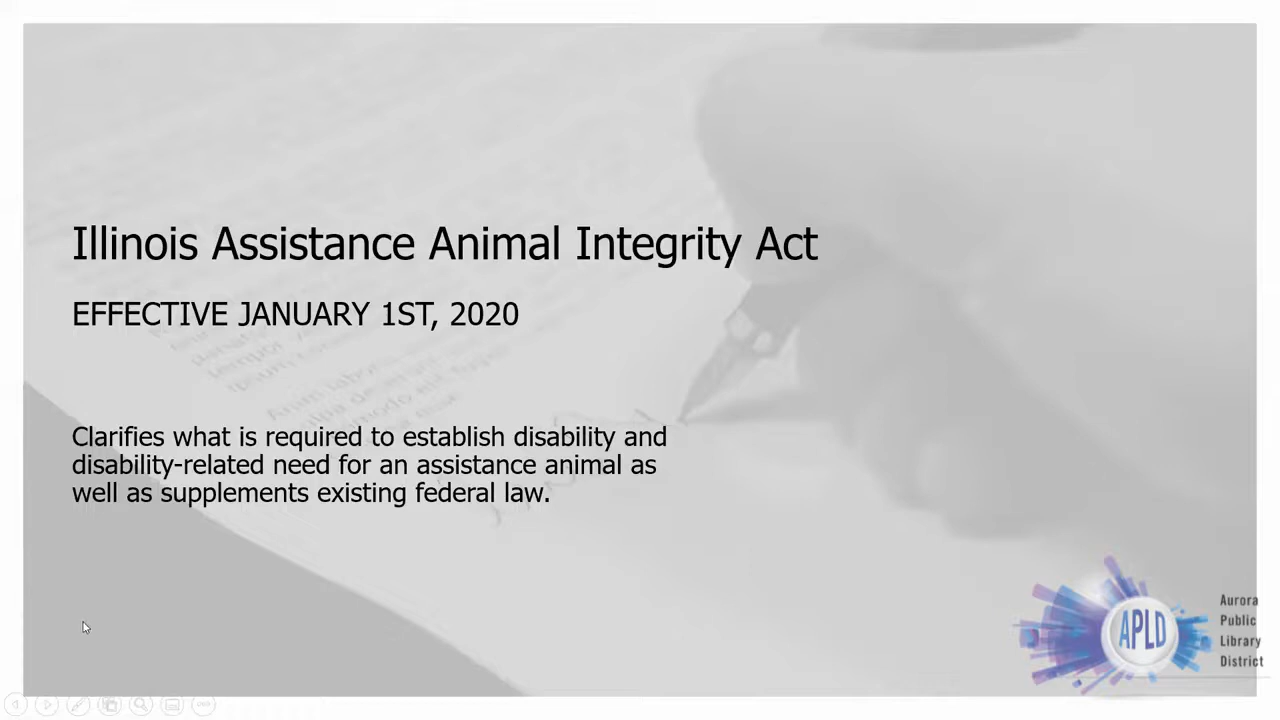 Illinois Assistance Animal Integrity Act
EFFECTIVE JANUARY 1ST, 2020
Clarifies what is required to establish disability and
disability-related need for an assistance animal as
well as supplements existing federal law.
APLD
Aurora
Public
Library
District